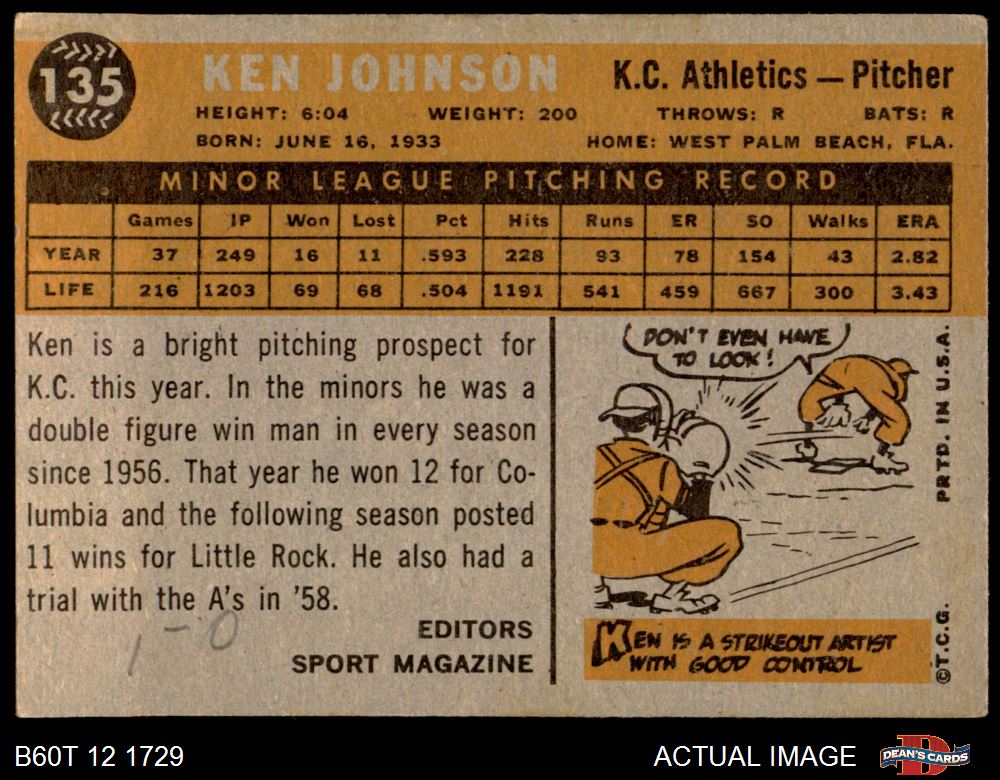 135
KEN JOHNSON
K.C. Athletics — Pitcher
HEIGHT: 6:04 WEIGHT: 200 THROWS: R BATS: R
BORN: JUNE 16, 1933 HOME: WEST PALM BEACH, FLA.
MINOR LEAGUE PITCHING RECORD
Games IP Won Lost Pct Hits Runs ER SO Walks ERA
YEAR 37 249 16 11 .593 228 93 78 154 43 2.82
LIFE 216 1203 69 68 .504 1191 541 459 667 300 3.43
Ken is a bright pitching prospect for
K.C. this year. In the minors he was a
double figure win man in every season
since 1956. That year he won 12 for Co-
lumbia and the following season posted
11 wins for Little Rock. He also had a
trial with the A's in '58.
1-0
EDITORS
SPORT MAGAZINE
DON'T EVEN HAVE
TO LOOK!
KEN IS A STRIKEOUT ARTIST
WITH GOOD CONTROL
©T.C.G. PRTD. IN U.S.A.
B60T 12 1729
ACTUAL IMAGE
DEAN'S CARDS